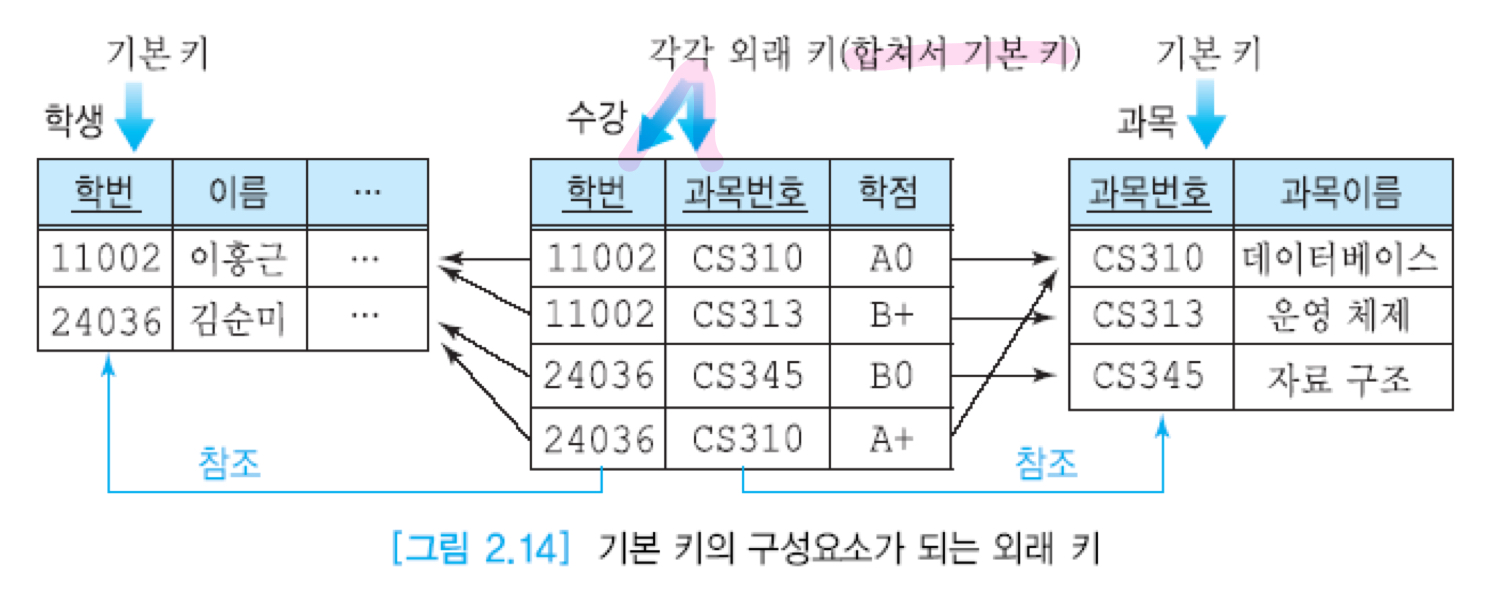 기본 키 각각 외래 키(합쳐서 기본 키) 기본 키
학생 수강 과목
학번 이름 … 학번 과목번호 학점 과목번호 과목이름
11002 이홍근 … 11002 CS310 A0 CS310 데이터베이스
24036 김순미 … 11002 CS313 B+ CS313 운영 체제
24036 CS345 B0 CS345 자료 구조
24036 CS310 A+
참조 참조
[그림 2.14] 기본 키의 구성요소가 되는 외래 키